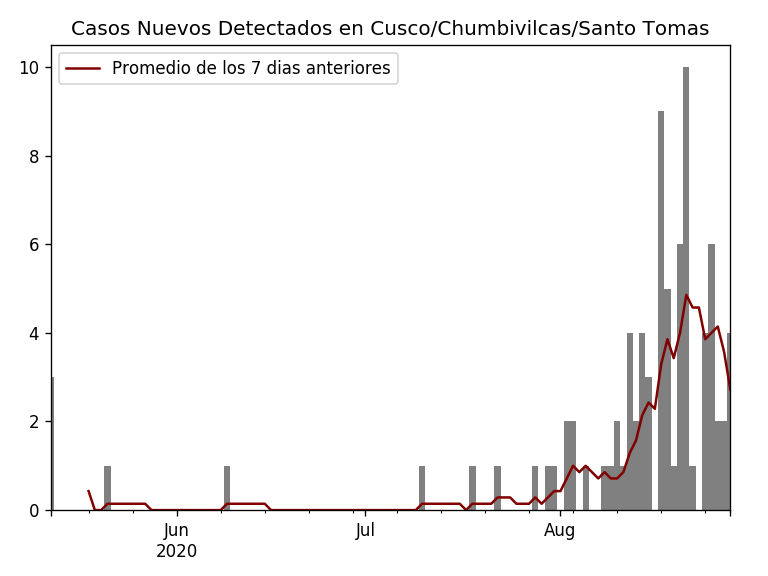 Casos Nuevos Detectados en Cusco/Chumbivilcas/Santo Tomas
Promedio de los 7 dias anteriores
10
8
6
4
2
0
Jun
2020
Jul
Aug